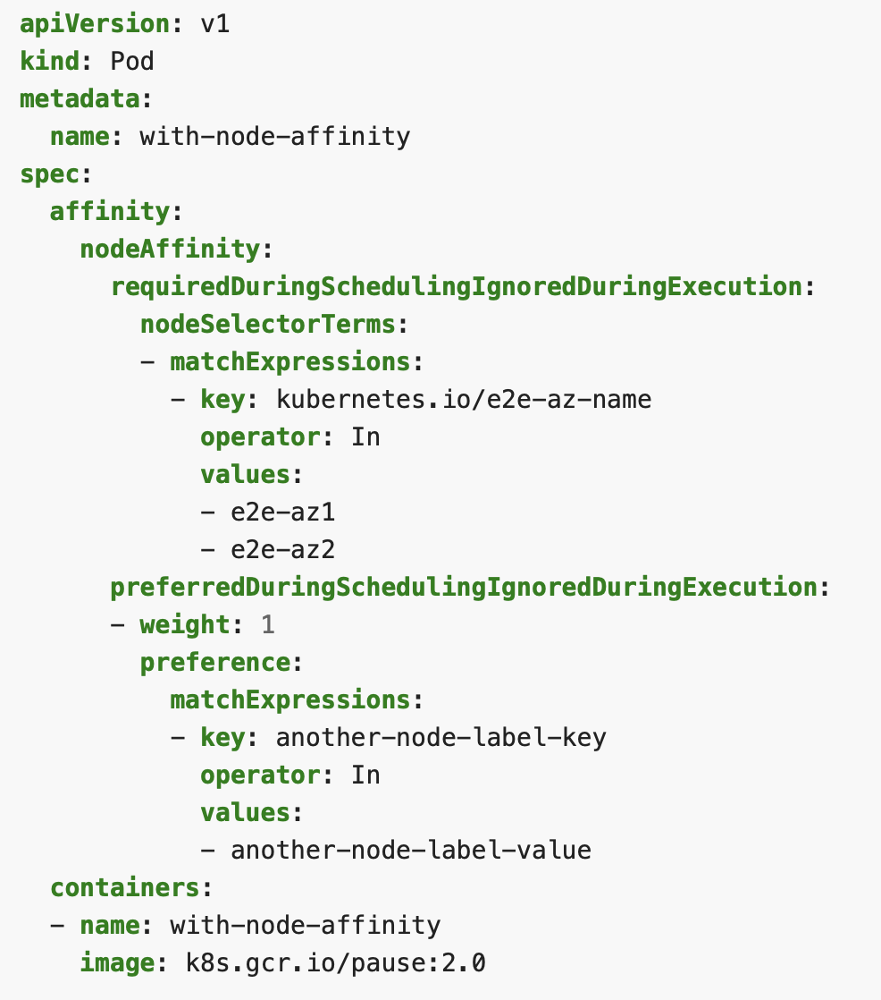 apiVersion: v1
kind: Pod
metadata:
  name: with-node-affinity
spec:
  affinity:
    nodeAffinity:
      requiredDuringSchedulingIgnoredDuringExecution:
        nodeSelectorTerms:
        - matchExpressions:
          - key: kubernetes.io/e2e-az-name
            operator: In
            values:
            - e2e-az1
            - e2e-az2
      preferredDuringSchedulingIgnoredDuringExecution:
      - weight: 1
        preference:
          matchExpressions:
          - key: another-node-label-key
            operator: In
            values:
            - another-node-label-value
  containers:
  - name: with-node-affinity
    image: k8s.gcr.io/pause:2.0